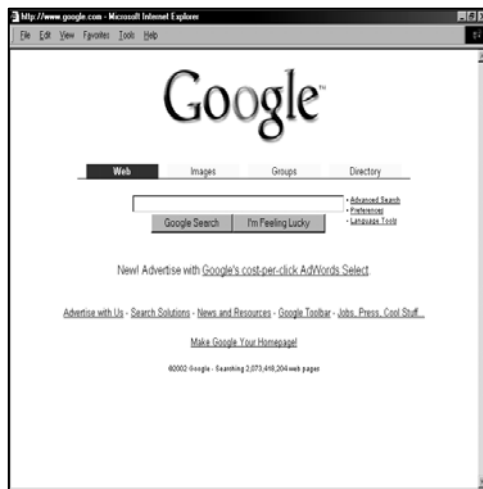 http://www.google.com - Microsoft Internet Explorer
File Edit View Favorites Tools Help
Google™
Web Images Groups Directory
• Advanced Search
• Preferences
• Language Tools
Google Search I'm Feeling Lucky
New! Advertise with Google's cost-per-click AdWords Select.
Advertise with Us - Search Solutions - News and Resources - Google Toolbar - Jobs, Press, Cool Stuff...
Make Google Your Homepage!
©2002 Google - Searching 2,073,418,204 web pages